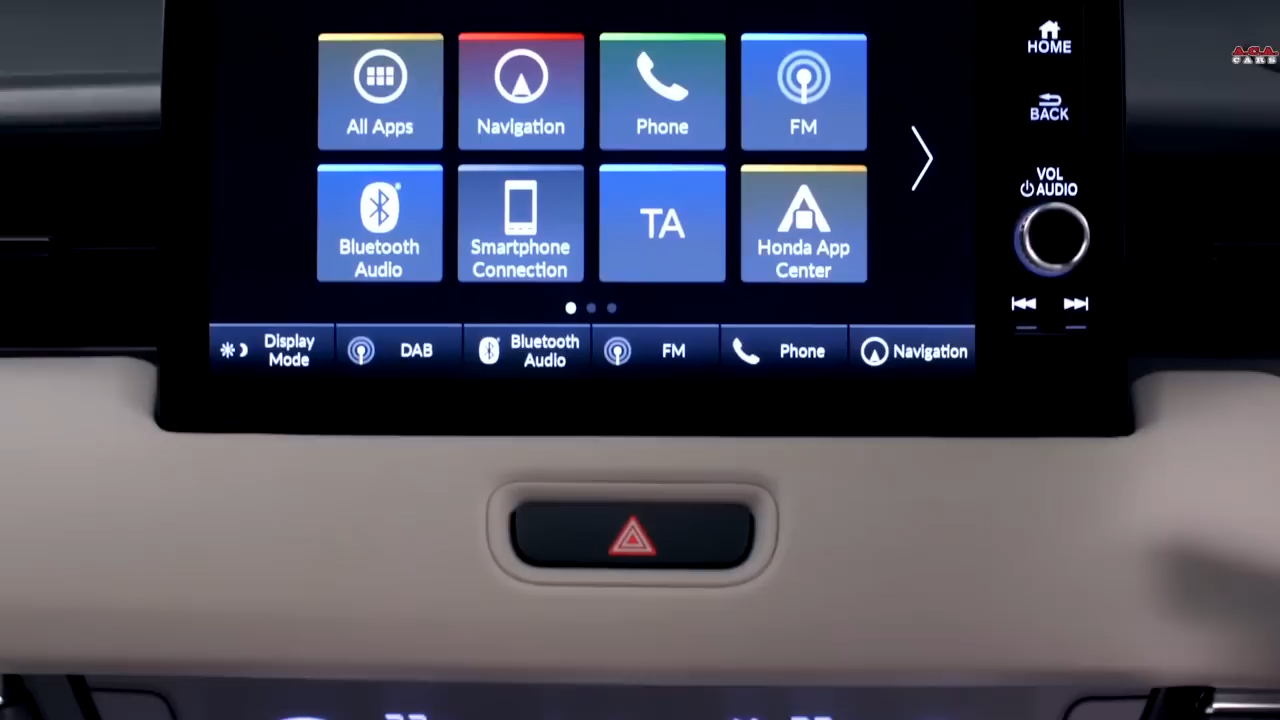 All Apps
Navigation
Phone
FM
Bluetooth
Audio
Smartphone
Connection
TA
Honda App
Center
Display
Mode
DAB
Bluetooth
Audio
FM
Phone
Navigation
HOME
BACK
VOL
AUDIO
A.C.A.
CARS